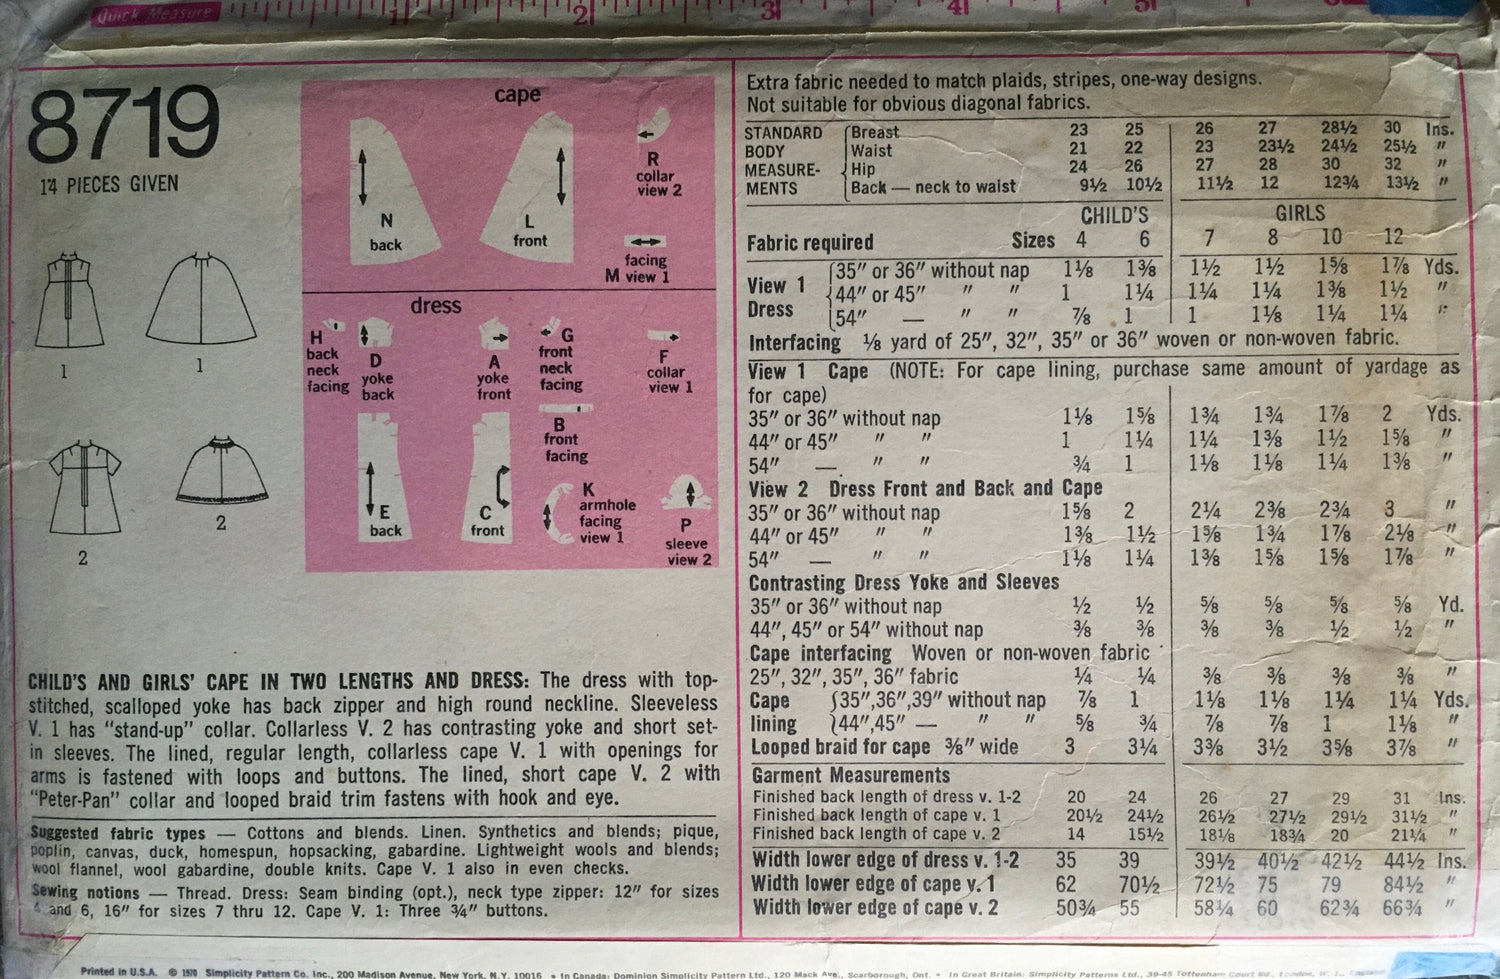 Quick Measure 1 2 3 4 5 6
8719
14 PIECES GIVEN
1
1
2
2
cape
N
back
L
front
R
collar
view 2
facing
M view 1
dress
H
back
neck
facing
D
yoke
back
A
yoke
front
G
front
neck
facing
F
collar
view 1
B
front
facing
E
back
C
front
K
armhole
facing
view 1
P
sleeve
view 2
CHILD'S AND GIRLS' CAPE IN TWO LENGTHS AND DRESS: The dress with top-
stitched, scalloped yoke has back zipper and high round neckline. Sleeveless
V. 1 has "stand-up" collar. Collarless V. 2 has contrasting yoke and short set-
in sleeves. The lined, regular length, collarless cape V. 1 with openings for
arms is fastened with loops and buttons. The lined, short cape V. 2 with
"Peter-Pan" collar and looped braid trim fastens with hook and eye.
Suggested fabric types — Cottons and blends. Linen. Synthetics and blends; pique,
poplin, canvas, duck, homespun, hopsacking, gabardine. Lightweight wools and blends;
wool flannel, wool gabardine, double knits. Cape V. 1 also in even checks.
Sewing notions — Thread. Dress: Seam binding (opt.), neck type zipper: 12" for sizes
4 and 6, 16" for sizes 7 thru 12. Cape V. 1: Three ¾" buttons.
Extra fabric needed to match plaids, stripes, one-way designs.
Not suitable for obvious diagonal fabrics.
STANDARD Breast 23 25 26 27 28½ 30 Ins.
BODY Waist 21 22 23 23½ 24½ 25½ "
MEASURE- Hip 24 26 27 28 30 32 "
MENTS Back — neck to waist 9½ 10½ 11½ 12 12¾ 13½ "
CHILD'S GIRLS
Fabric required Sizes 4 6 7 8 10 12
View 1 35" or 36" without nap 1⅛ 1⅜ 1½ 1½ 1⅝ 1⅞ Yds.
44" or 45" " " 1 1¼ 1¼ 1¼ 1⅜ 1½ "
Dress 54" — " " ⅞ 1 1 1⅛ 1¼ 1¼ "
Interfacing ⅛ yard of 25", 32", 35" or 36" woven or non-woven fabric.
View 1 Cape (NOTE: For cape lining, purchase same amount of yardage as
for cape)
35" or 36" without nap 1⅛ 1⅝ 1¾ 1¾ 1⅞ 2 Yds.
44" or 45" " " 1 1¼ 1¼ 1⅜ 1½ 1⅝ "
54" — " " ¾ 1 1⅛ 1⅛ 1¼ 1⅜ "
View 2 Dress Front and Back and Cape
35" or 36" without nap 1⅝ 2 2¼ 2⅜ 2¾ 3 "
44" or 45" " " 1⅜ 1½ 1⅝ 1¾ 1⅞ 2⅛ "
54" — " " 1⅛ 1¼ 1⅜ 1⅝ 1⅝ 1⅞ "
Contrasting Dress Yoke and Sleeves
35" or 36" without nap ½ ½ ⅝ ⅝ ⅝ ⅝ Yd.
44", 45" or 54" without nap ⅜ ⅜ ⅜ ⅜ ½ ½ "
Cape interfacing Woven or non-woven fabric
25", 32", 35", 36" fabric ¼ ¼ ⅜ ⅜ ⅜ ⅜ "
Cape 35",36",39" without nap ⅞ 1 1⅛ 1⅛ 1¼ 1¼ Yds.
lining 44",45" — " " ⅝ ¾ ⅞ ⅞ 1 1⅛ "
Looped braid for cape ⅜" wide 3 3¼ 3⅜ 3½ 3⅝ 3⅞ "
Garment Measurements
Finished back length of dress v. 1-2 20 24 26 27 29 31 Ins.
Finished back length of cape v. 1 20½ 24½ 26½ 27½ 29½ 31½ "
Finished back length of cape v. 2 14 15½ 18⅛ 18¾ 20 21¼ "
Width lower edge of dress v. 1-2 35 39 39½ 40½ 42½ 44½ Ins.
Width lower edge of cape v. 1 62 70½ 72½ 75 79 84½ "
Width lower edge of cape v. 2 50¾ 55 58¼ 60 62¾ 66¾ "
Printed in U.S.A. © 1970 Simplicity Pattern Co. Inc., 200 Madison Avenue, New York, N.Y. 10016 • In Canada: Dominion Simplicity Pattern Ltd., 120 Mack Ave., Scarborough, Ont. • In Great Britain: Simplicity Patterns Ltd., 39-45 Tottenham Court Rd., London,